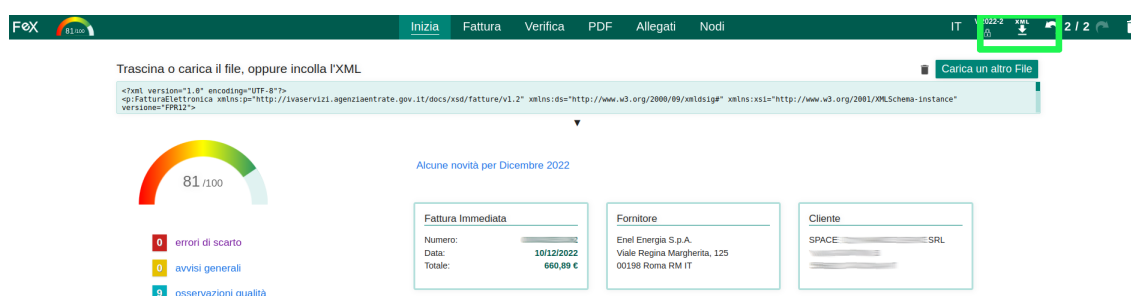 FeX 81/100 Inizia Fattura Verifica PDF Allegati Nodi IT V2022-2 XML 2 / 2
Trascina o carica il file, oppure incolla l'XML Carica un altro File
<?xml version="1.0" encoding="UTF-8"?>
<p:FatturaElettronica xmlns:p="http://ivaservizi.agenziaentrate.gov.it/docs/xsd/fatture/v1.2" xmlns:ds="http://www.w3.org/2000/09/xmldsig#" xmlns:xsi="http://www.w3.org/2001/XMLSchema-instance"
versione="FPR12">
81 /100
Alcune novità per Dicembre 2022
0 errori di scarto
0 avvisi generali
9 osservazioni qualità
Fattura Immediata
Numero:
Data: 10/12/2022
Totale: 660,89 €
Fornitore
Enel Energia S.p.A.
Viale Regina Margherita, 125
00198 Roma RM IT
Cliente
SPACE SRL